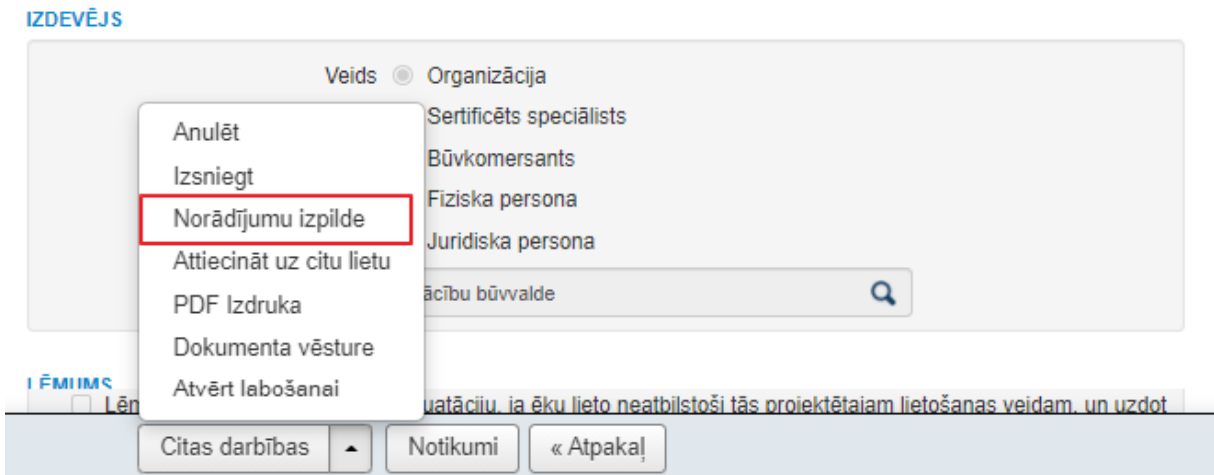 IZDEVĒJS
Veids Organizācija
Sertificēts speciālists
Būvkomersants
Fiziska persona
Juridiska persona
ācību būvvalde
Anulēt
Izsniegt
Norādījumu izpilde
Attiecināt uz citu lietu
PDF Izdruka
Dokumenta vēsture
Atvērt labošanai
LĒMUMS
Lēm uatāciju, ja ēku lieto neatbilstoši tās projektētajam lietošanas veidam, un uzdot
Citas darbības Notikumi « Atpakaļ